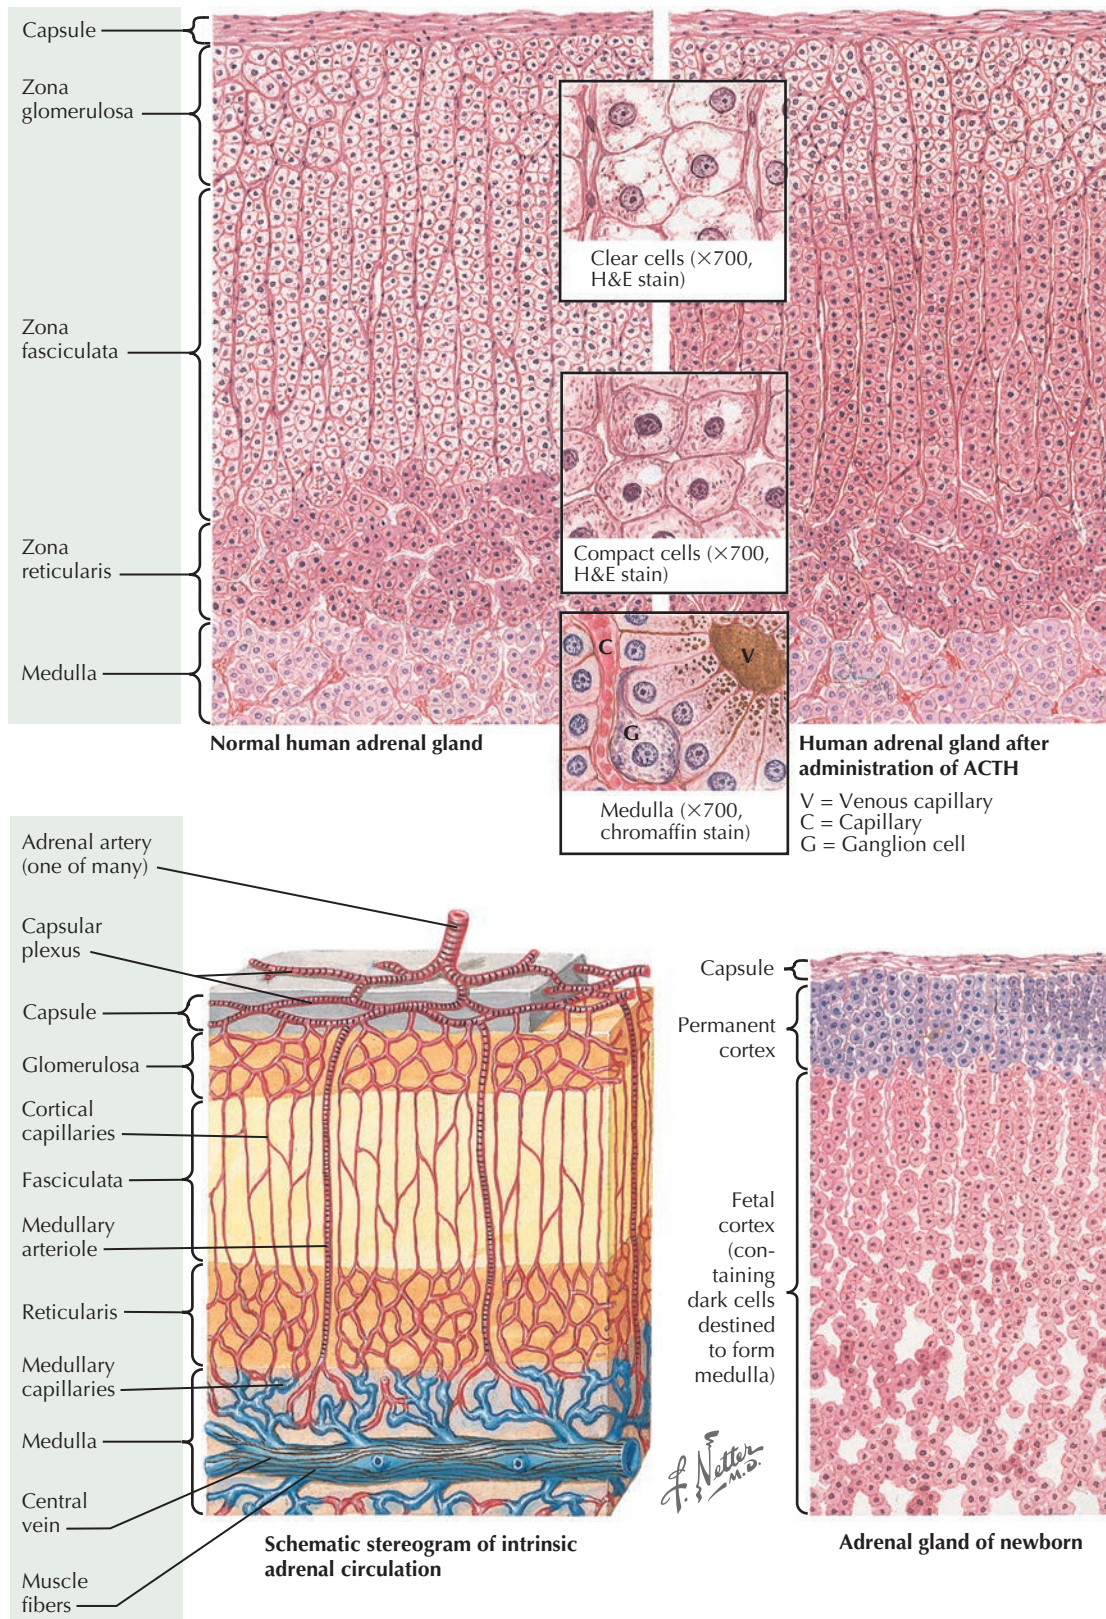 Capsule
Zona
glomerulosa
Zona
fasciculata
Zona
reticularis
Medulla
Clear cells (×700,
H&E stain)
Compact cells (×700,
H&E stain)
C
V
G
Medulla (×700,
chromaffin stain)
Normal human adrenal gland
Human adrenal gland after
administration of ACTH
V = Venous capillary
C = Capillary
G = Ganglion cell
Adrenal artery
(one of many)
Capsular
plexus
Capsule
Glomerulosa
Cortical
capillaries
Fasciculata
Medullary
arteriole
Reticularis
Medullary
capillaries
Medulla
Central
vein
Muscle
fibers
Schematic stereogram of intrinsic
adrenal circulation
Capsule
Permanent
cortex
Fetal
cortex
(con-
taining
dark cells
destined
to form
medulla)
F. Netter
M.D.
Adrenal gland of newborn